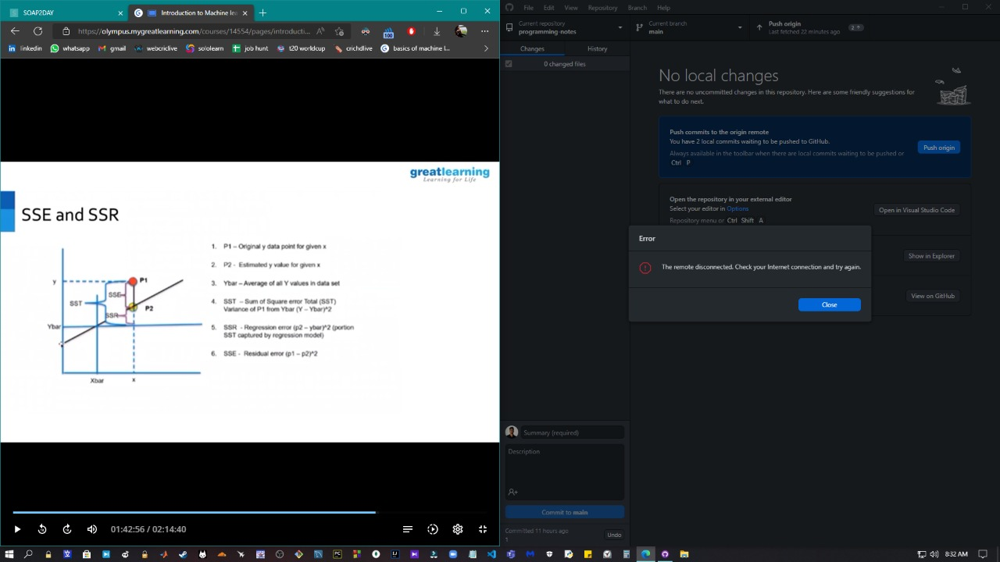 SOAP2DAY
Introduction to Machine lea
https://olympus.mygreatlearning.com/courses/14554/pages/introducti...
100
linkedin
whatsapp
gmail
webcridive
sololearn
job hunt
t20 worldcup
crichdlive
basics of machine l...
greatlearning
Learning for Life
SSE and SSR
y
P1
SSE
SST
P2
SSR
Ybar
Xbar
x
1. P1 – Original y data point for given x
2. P2 - Estimated y value for given x
3. Ybar – Average of all Y values in data set
4. SST – Sum of Square error Total (SST)
Variance of P1 from Ybar (Y – Ybar)^2
5. SSR - Regression error (p2 – ybar)^2 (portion
SST captured by regression model)
6. SSE - Residual error (p1 – p2)^2
01:42:56 / 02:14:40
File Edit View Repository Branch Help
Current repository
programming-notes
Current branch
main
Push origin
Last fetched 22 minutes ago
2
Changes
History
0 changed files
No local changes
There are no uncommitted changes in this repository. Here are some friendly suggestions for
what to do next.
Push commits to the origin remote
You have 2 local commits waiting to be pushed to GitHub.
Always available in the toolbar when there are local commits waiting to be pushed or
Ctrl P
Push origin
Open the repository in your external editor
Select your editor in Options
Repository menu or Ctrl Shift A
Open in Visual Studio Code
Show in Explorer
View on GitHub
Error
The remote disconnected. Check your Internet connection and try again.
Close
Summary (required)
Description
Commit to main
Committed 11 hours ago
1
Undo
8:32 AM